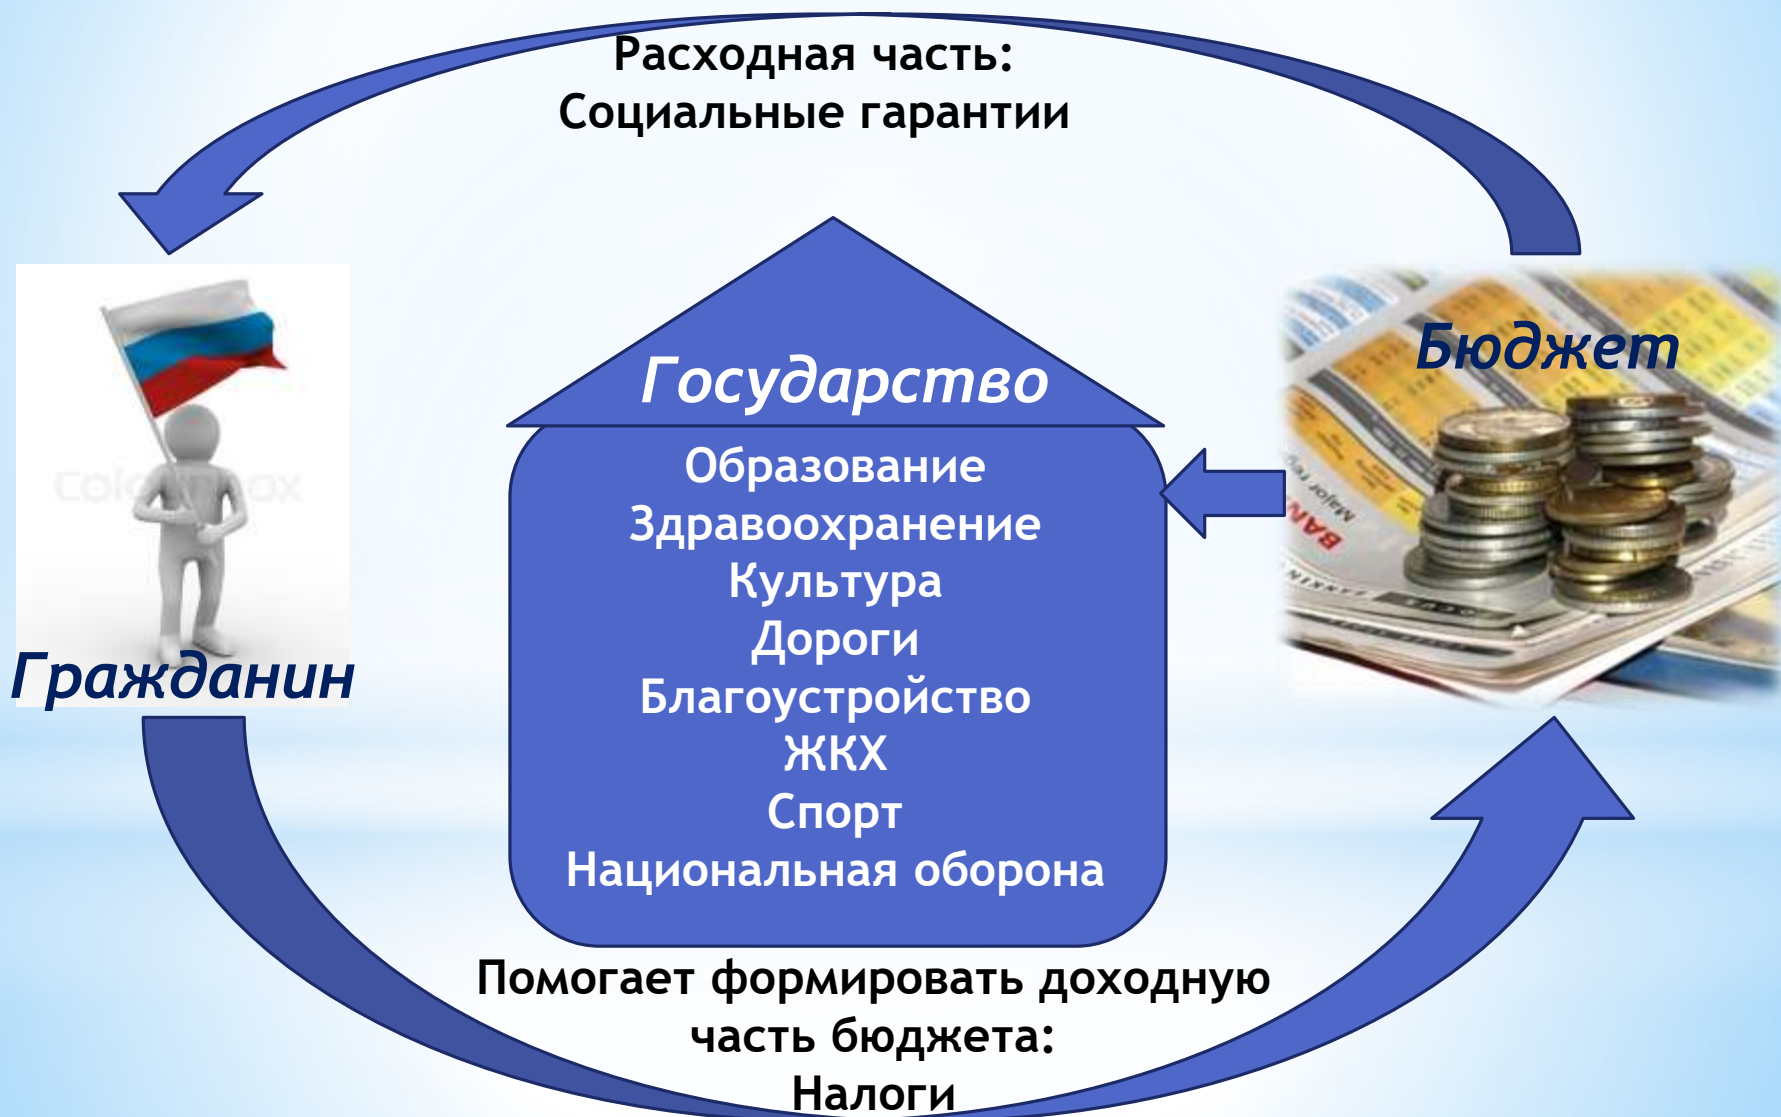 Расходная часть:
Социальные гарантии
Государство
Бюджет
Образование
Здравоохранение
Культура
Дороги
Благоустройство
ЖКХ
Спорт
Национальная оборона
Гражданин
Помогает формировать доходную
часть бюджета:
Налоги